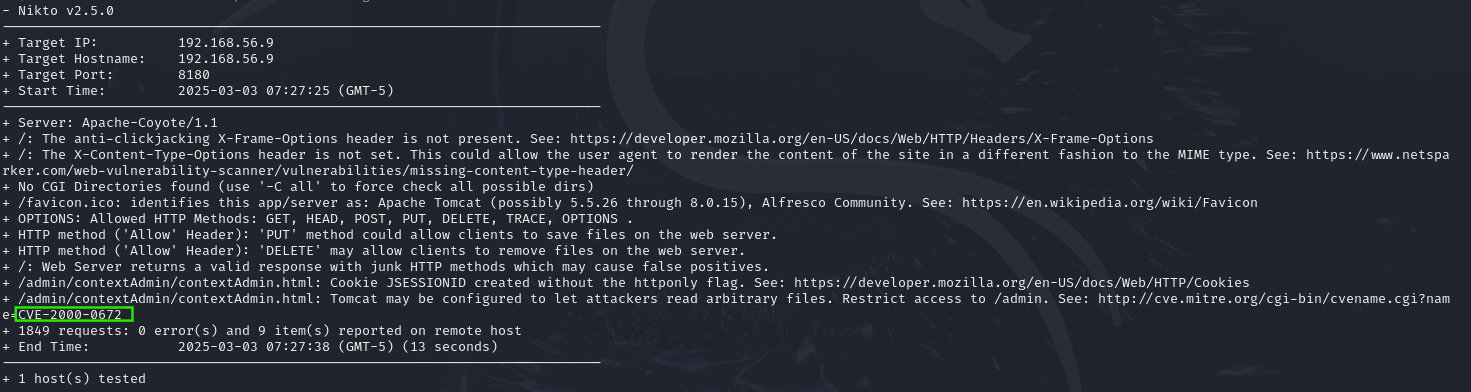 - Nikto v2.5.0
+ Target IP:          192.168.56.9
+ Target Hostname:    192.168.56.9
+ Target Port:        8180
+ Start Time:         2025-03-03 07:27:25 (GMT-5)
+ Server: Apache-Coyote/1.1
+ /: The anti-clickjacking X-Frame-Options header is not present. See: https://developer.mozilla.org/en-US/docs/Web/HTTP/Headers/X-Frame-Options
+ /: The X-Content-Type-Options header is not set. This could allow the user agent to render the content of the site in a different fashion to the MIME type. See: https://www.netspa
rker.com/web-vulnerability-scanner/vulnerabilities/missing-content-type-header/
+ No CGI Directories found (use '-C all' to force check all possible dirs)
+ /favicon.ico: identifies this app/server as: Apache Tomcat (possibly 5.5.26 through 8.0.15), Alfresco Community. See: https://en.wikipedia.org/wiki/Favicon
+ OPTIONS: Allowed HTTP Methods: GET, HEAD, POST, PUT, DELETE, TRACE, OPTIONS .
+ HTTP method ('Allow' Header): 'PUT' method could allow clients to save files on the web server.
+ HTTP method ('Allow' Header): 'DELETE' may allow clients to remove files on the web server.
+ /: Web Server returns a valid response with junk HTTP methods which may cause false positives.
+ /admin/contextAdmin/contextAdmin.html: Cookie JSESSIONID created without the httponly flag. See: https://developer.mozilla.org/en-US/docs/Web/HTTP/Cookies
+ /admin/contextAdmin/contextAdmin.html: Tomcat may be configured to let attackers read arbitrary files. Restrict access to /admin. See: http://cve.mitre.org/cgi-bin/cvename.cgi?nam
e=CVE-2000-0672
+ 1849 requests: 0 error(s) and 9 item(s) reported on remote host
+ End Time:           2025-03-03 07:27:38 (GMT-5) (13 seconds)
+ 1 host(s) tested